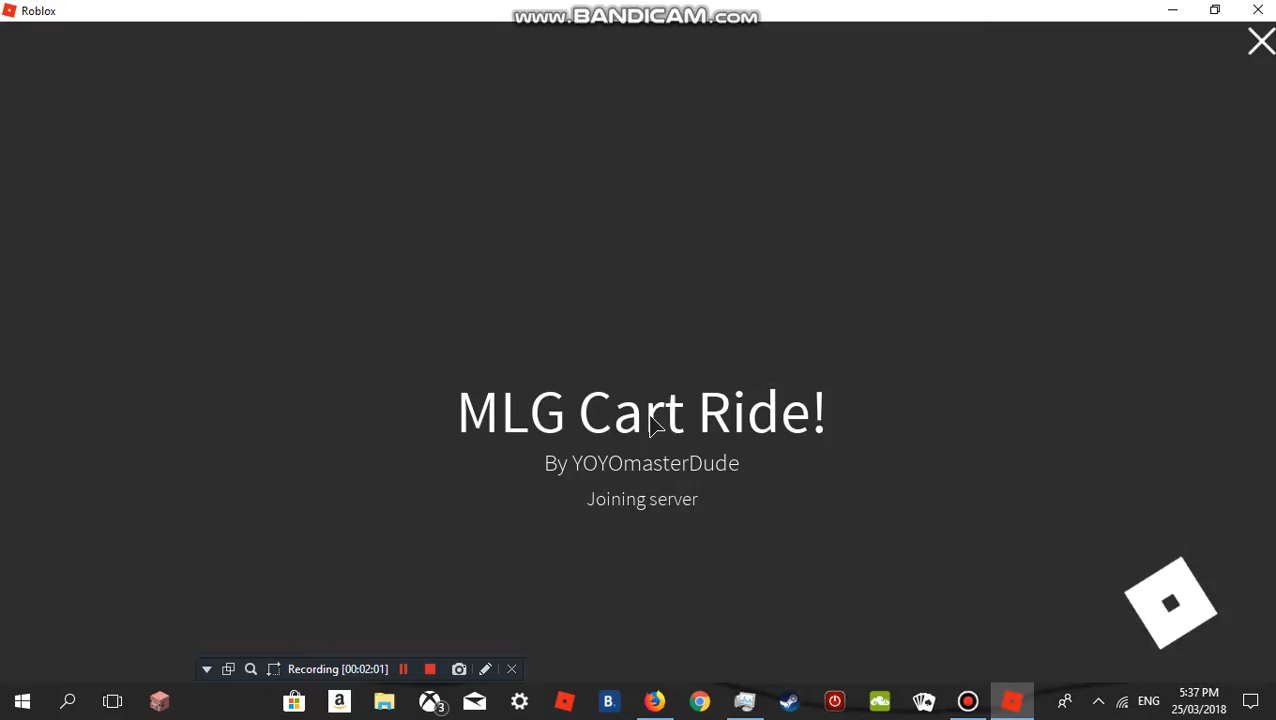 Roblox
www.BANDICAM.com
MLG Cart Ride!
By YOYOmasterDude
Joining server
Recording [00:02:01]
a
3
B.
ENG
5:37 PM
25/03/2018